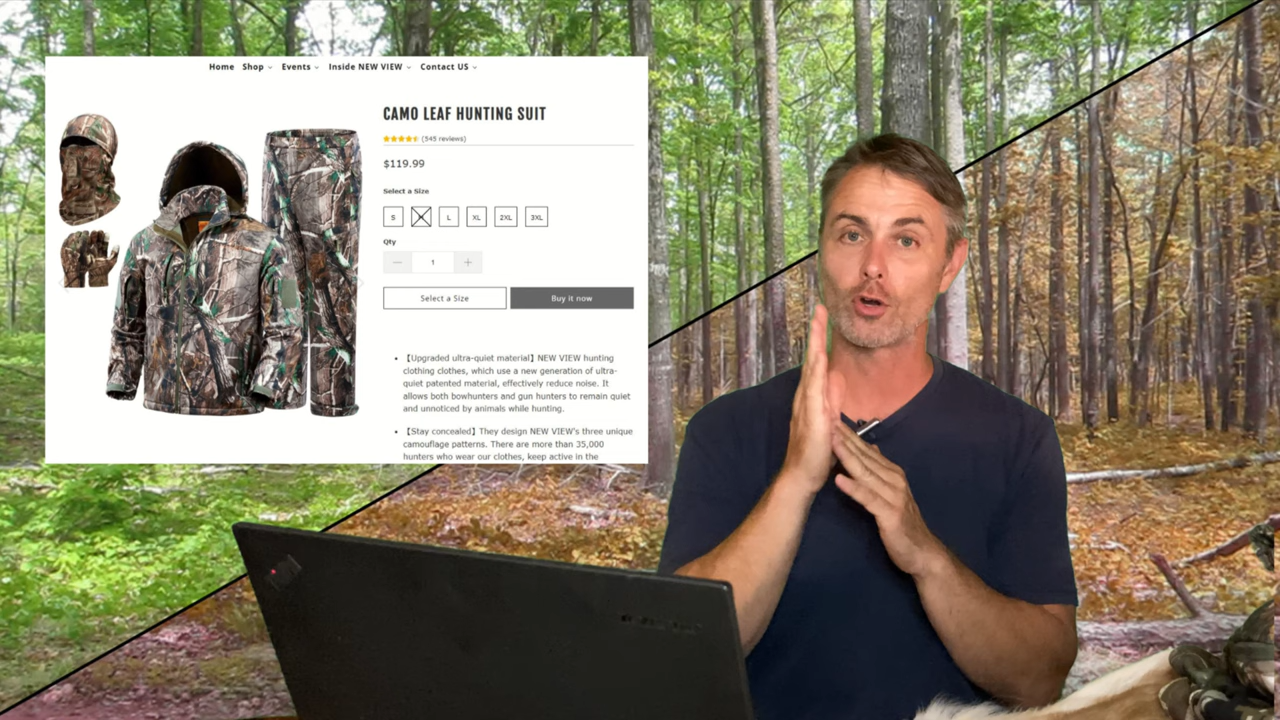 Home Shop Events Inside NEW VIEW Contact US
CAMO LEAF HUNTING SUIT
(545 reviews)
$119.99
Select a Size
S L XL 2XL 3XL
Qty
— 1 +
Select a Size Buy it now
• 【Upgraded ultra-quiet material】 NEW VIEW hunting
clothing clothes, which use a new generation of ultra-
quiet patented material, effectively reduce noise. It
allows both bowhunters and gun hunters to remain quiet
and unnoticed by animals while hunting.
• 【Stay concealed】 They design NEW VIEW's three unique
camouflage patterns. There are more than 35,000
hunters who wear our clothes, keep active in the